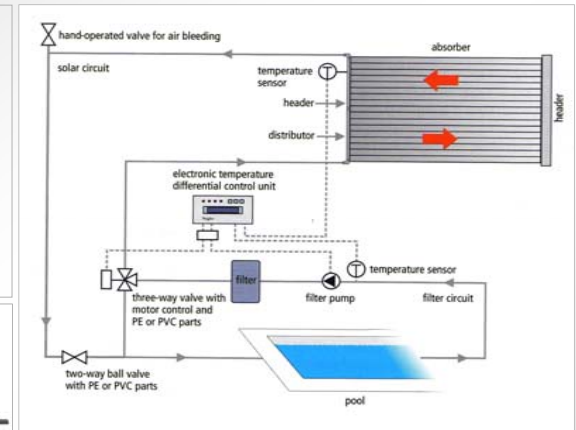 hand-operated valve for air bleeding
absorber
solar circuit
temperature
sensor
header
header
distributor
electronic temperature
differential control unit
filter
temperature sensor
three-way valve with
motor control and
PE or PVC parts
filter pump
filter circuit
two-way ball valve
with PE or PVC parts
pool